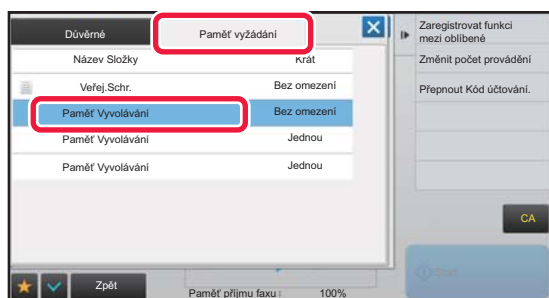 Důvěrné
Paměť vyžádání
Název Složky
Krát
Veřej.Schr.
Bez omezení
Paměť Vyvolávání
Bez omezení
Paměť Vyvolávání
Jednou
Paměť Vyvolávání
Jednou
Zpět
Paměť příjmu faxu :
100%
Zaregistrovat funkci
mezi oblíbené
Změnit počet provádění
Přepnout Kód účtování.
CA
Start